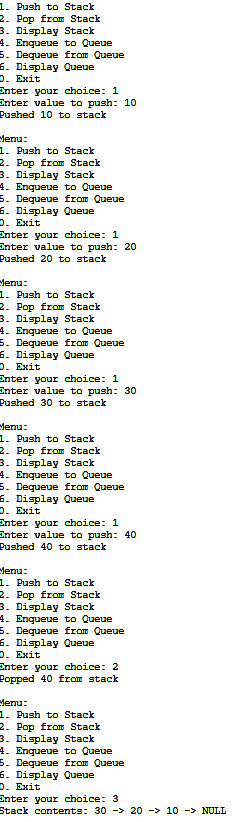 1. Push to Stack
2. Pop from Stack
3. Display Stack
4. Enqueue to Queue
5. Dequeue from Queue
6. Display Queue
0. Exit
Enter your choice: 1
Enter value to push: 10
Pushed 10 to stack

Menu:
1. Push to Stack
2. Pop from Stack
3. Display Stack
4. Enqueue to Queue
5. Dequeue from Queue
6. Display Queue
0. Exit
Enter your choice: 1
Enter value to push: 20
Pushed 20 to stack

Menu:
1. Push to Stack
2. Pop from Stack
3. Display Stack
4. Enqueue to Queue
5. Dequeue from Queue
6. Display Queue
0. Exit
Enter your choice: 1
Enter value to push: 30
Pushed 30 to stack

Menu:
1. Push to Stack
2. Pop from Stack
3. Display Stack
4. Enqueue to Queue
5. Dequeue from Queue
6. Display Queue
0. Exit
Enter your choice: 1
Enter value to push: 40
Pushed 40 to stack

Menu:
1. Push to Stack
2. Pop from Stack
3. Display Stack
4. Enqueue to Queue
5. Dequeue from Queue
6. Display Queue
0. Exit
Enter your choice: 2
Popped 40 from stack

Menu:
1. Push to Stack
2. Pop from Stack
3. Display Stack
4. Enqueue to Queue
5. Dequeue from Queue
6. Display Queue
0. Exit
Enter your choice: 3
Stack contents: 30 -> 20 -> 10 -> NULL